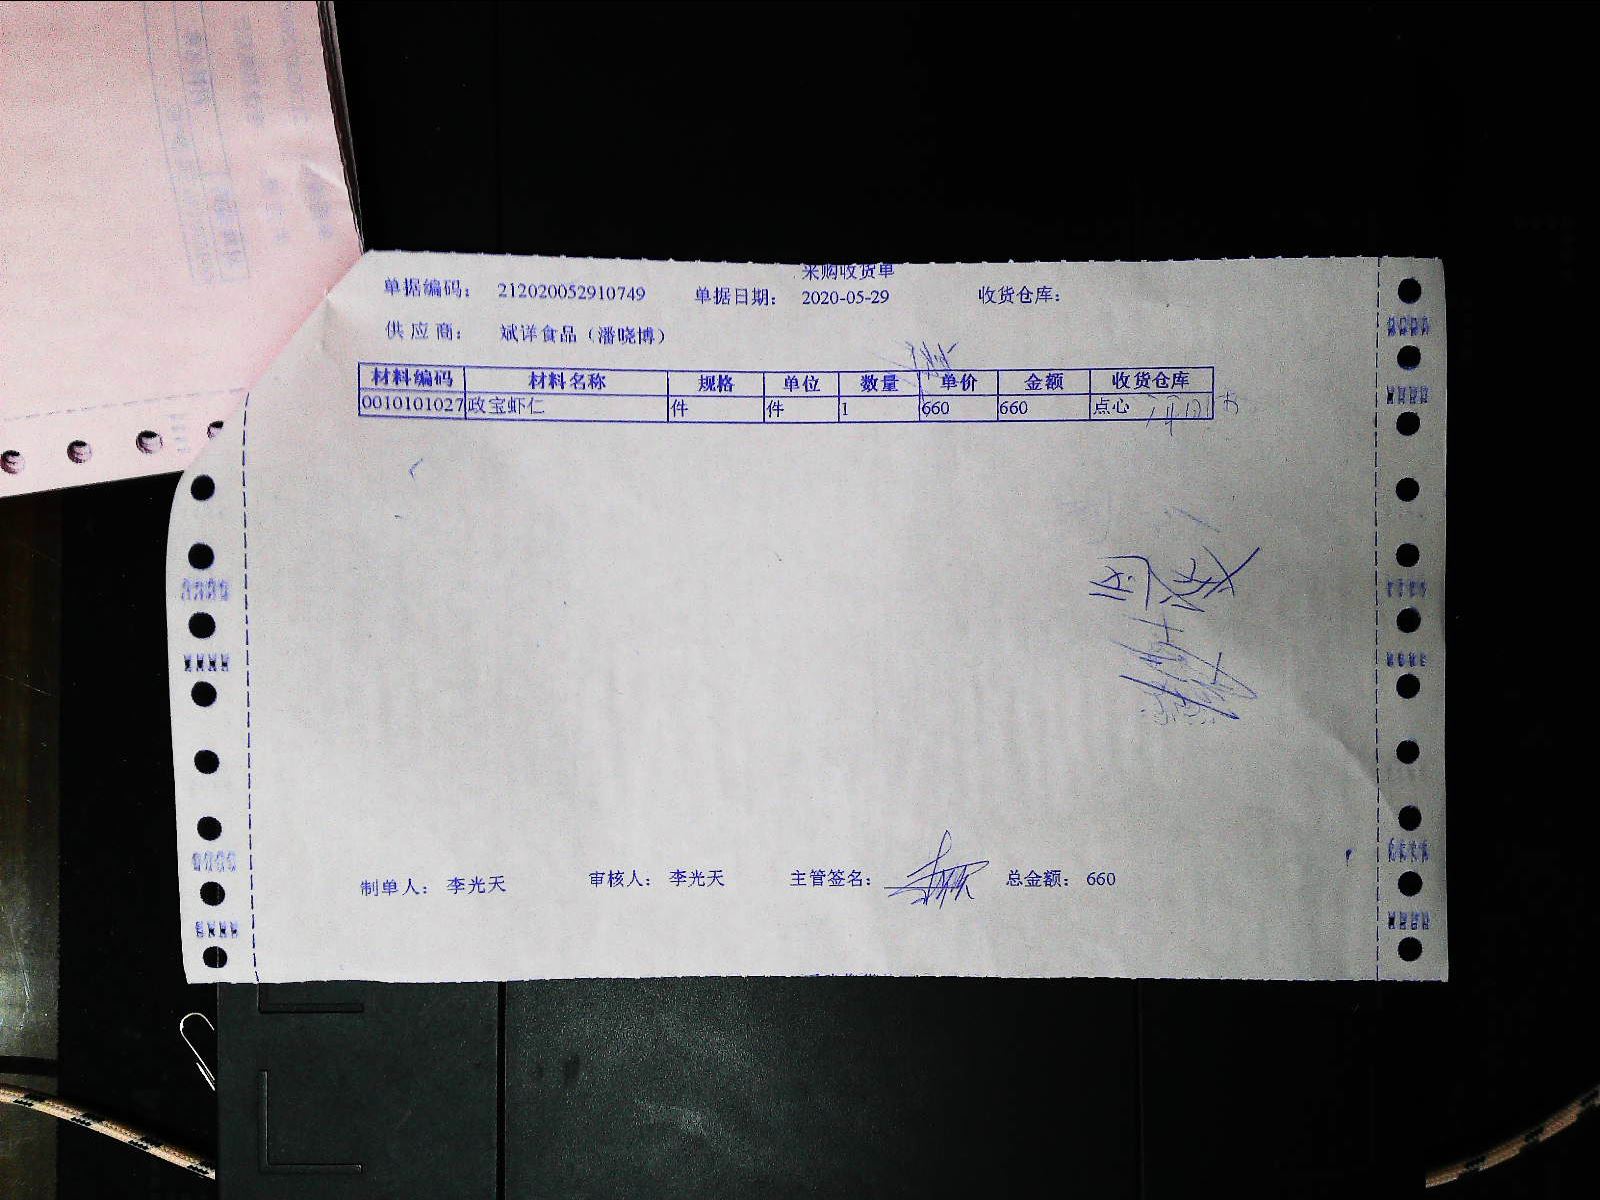 采购收货单
单据编码： 212020052910749 单据日期： 2020-05-29 收货仓库：
供 应 商： 斌详食品（潘晓博）
材料编码 材料名称 规格 单位 数量 单价 金额 收货仓库
0010101027 政宝虾仁 件 件 1 660 660 点心
制单人： 李光天 审核人： 李光天 主管签名： 总金额： 660